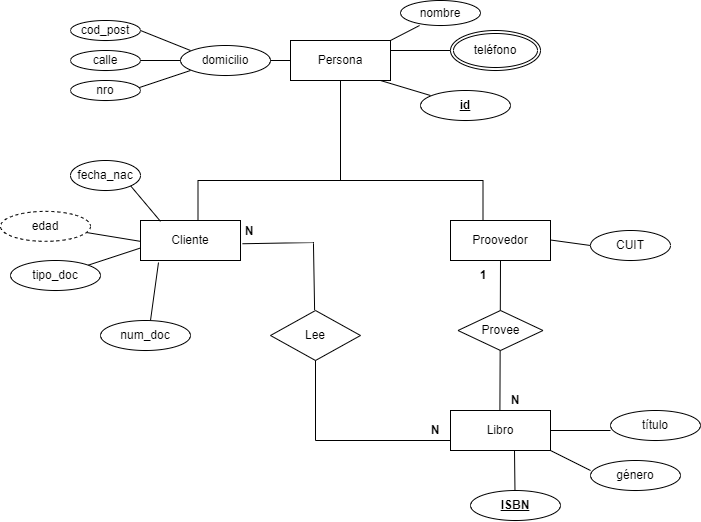 nombre
cod_post
teléfono
calle
domicilio
Persona
nro
id
fecha_nac
edad
Cliente
N
Proovedor
CUIT
tipo_doc
1
num_doc
Lee
Provee
N
título
N
Libro
género
ISBN